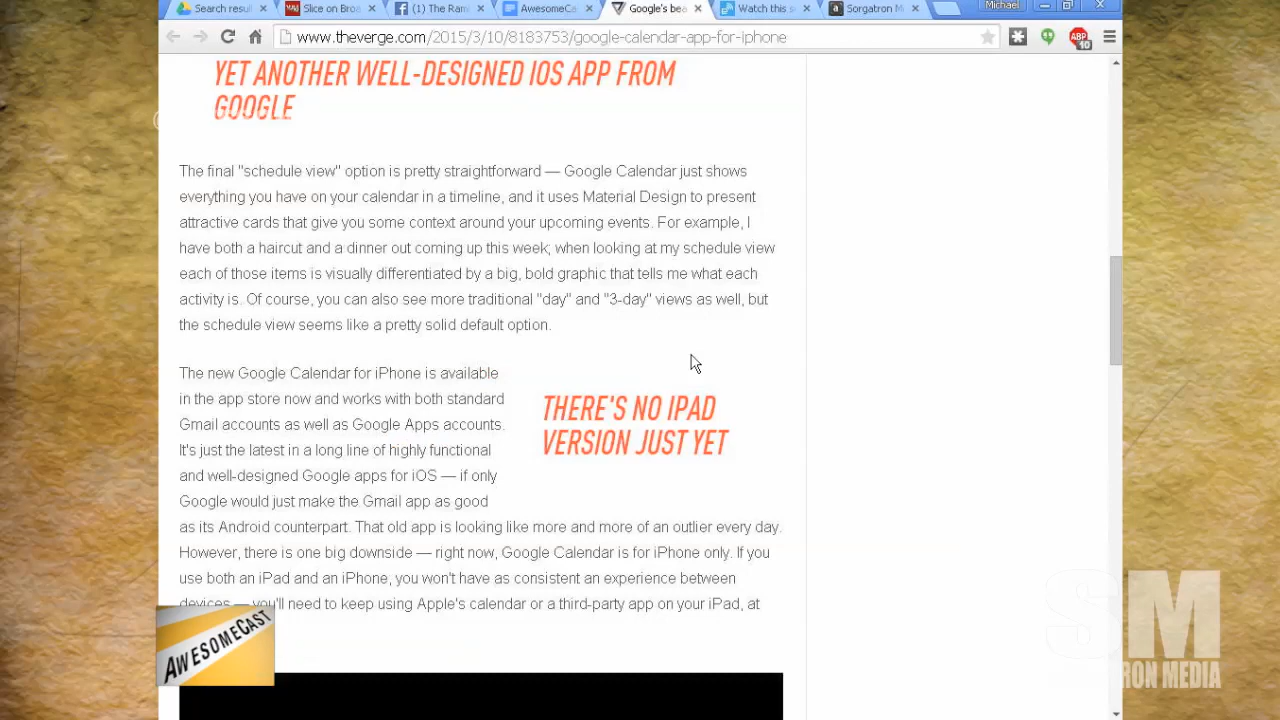 Search resul
Slice on Broa
(1) The Ram
AwesomeCas
Google's bea
Watch this s
Sorgatron M
Michael
www.theverge.com/2015/3/10/8183753/google-calendar-app-for-iphone
10
YET ANOTHER WELL-DESIGNED IOS APP FROM
GOOGLE
The final "schedule view" option is pretty straightforward — Google Calendar just shows
everything you have on your calendar in a timeline, and it uses Material Design to present
attractive cards that give you some context around your upcoming events. For example, I
have both a haircut and a dinner out coming up this week; when looking at my schedule view
each of those items is visually differentiated by a big, bold graphic that tells me what each
activity is. Of course, you can also see more traditional "day" and "3-day" views as well, but
the schedule view seems like a pretty solid default option.
The new Google Calendar for iPhone is available
in the app store now and works with both standard
Gmail accounts as well as Google Apps accounts.
It's just the latest in a long line of highly functional
and well-designed Google apps for iOS — if only
Google would just make the Gmail app as good
as its Android counterpart. That old app is looking like more and more of an outlier every day.
However, there is one big downside — right now, Google Calendar is for iPhone only. If you
use both an iPad and an iPhone, you won't have as consistent an experience between
devices — you'll need to keep using Apple's calendar or a third-party app on your iPad, at
THERE'S NO IPAD
VERSION JUST YET
AWESOMECAST
SM
TRON MEDIA